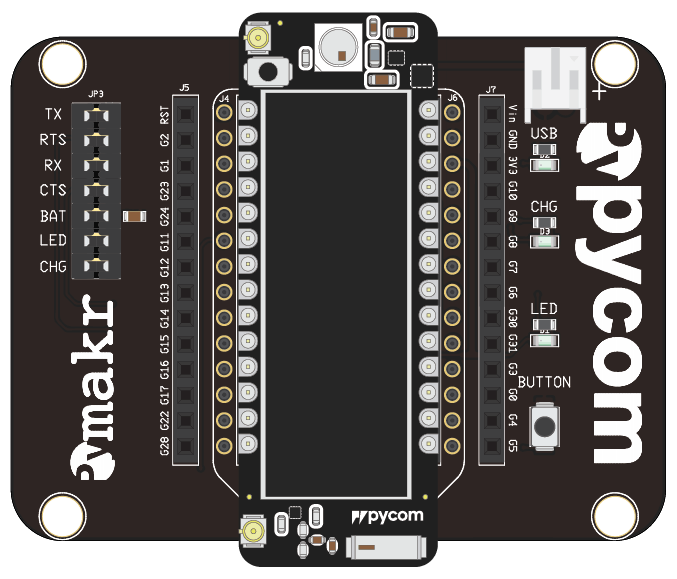 JP3
TX
RTS
RX
CTS
BAT
LED
CHG
Pymakr
J5
RST
G2
G1
G23
G24
G11
G12
G13
G14
G15
G16
G17
G22
G28
J4
J6
J7
Vin
GND
3V3
G10
G9
G8
G7
G6
G30
G31
G3
G0
G4
G5
+
USB
D2
CHG
D3
LED
D1
BUTTON
pycom
pycom